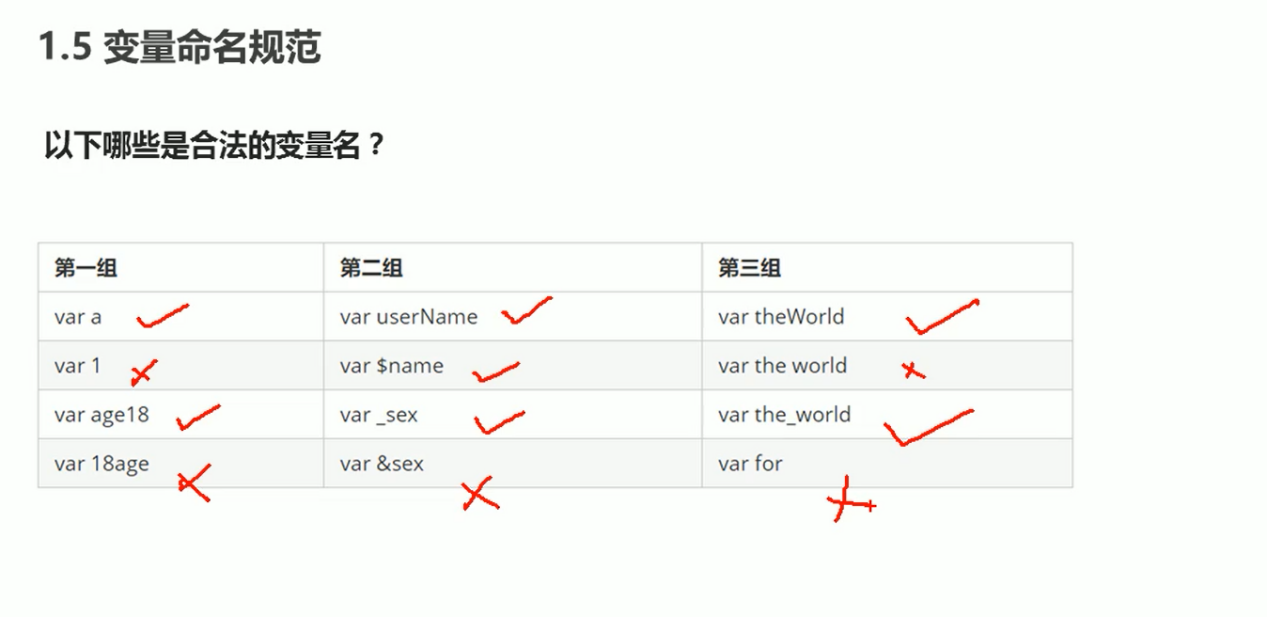 1.5 变量命名规范
以下哪些是合法的变量名？
第一组 第二组 第三组
var a var userName var theWorld
var 1 var $name var the world
var age18 var _sex var the_world
var 18age var &sex var for